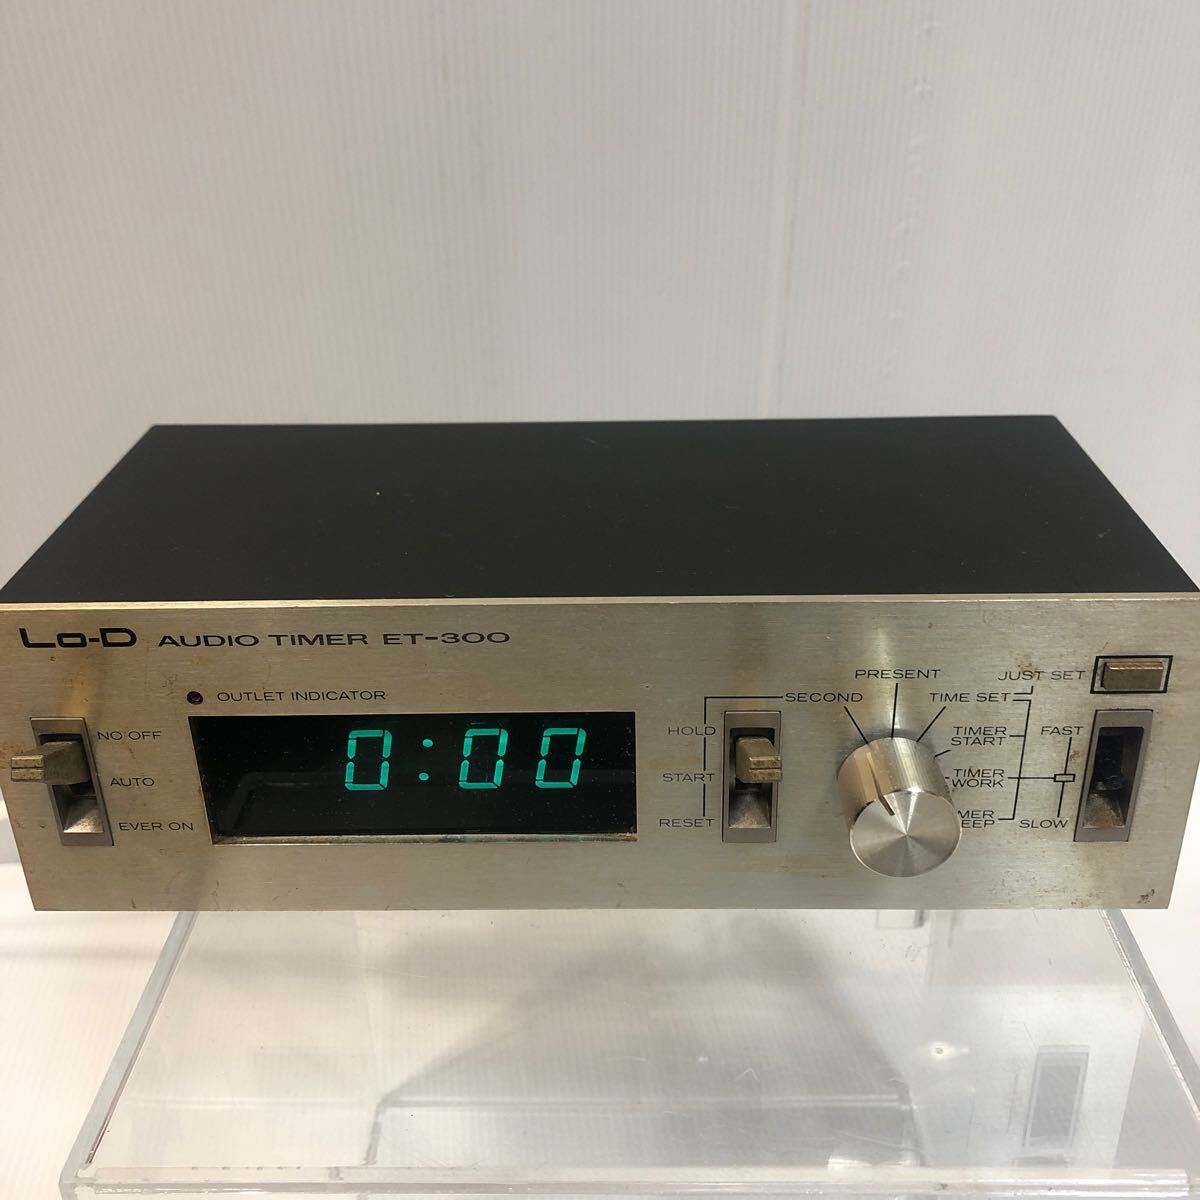 Lo-D AUDIO TIMER ET-300
OUTLET INDICATOR
NO OFF
AUTO
EVER ON
0:00
HOLD
START
RESET
SECOND
PRESENT
TIME SET
TIMER
START
TIMER
WORK
JUST SET
FAST
SLOW